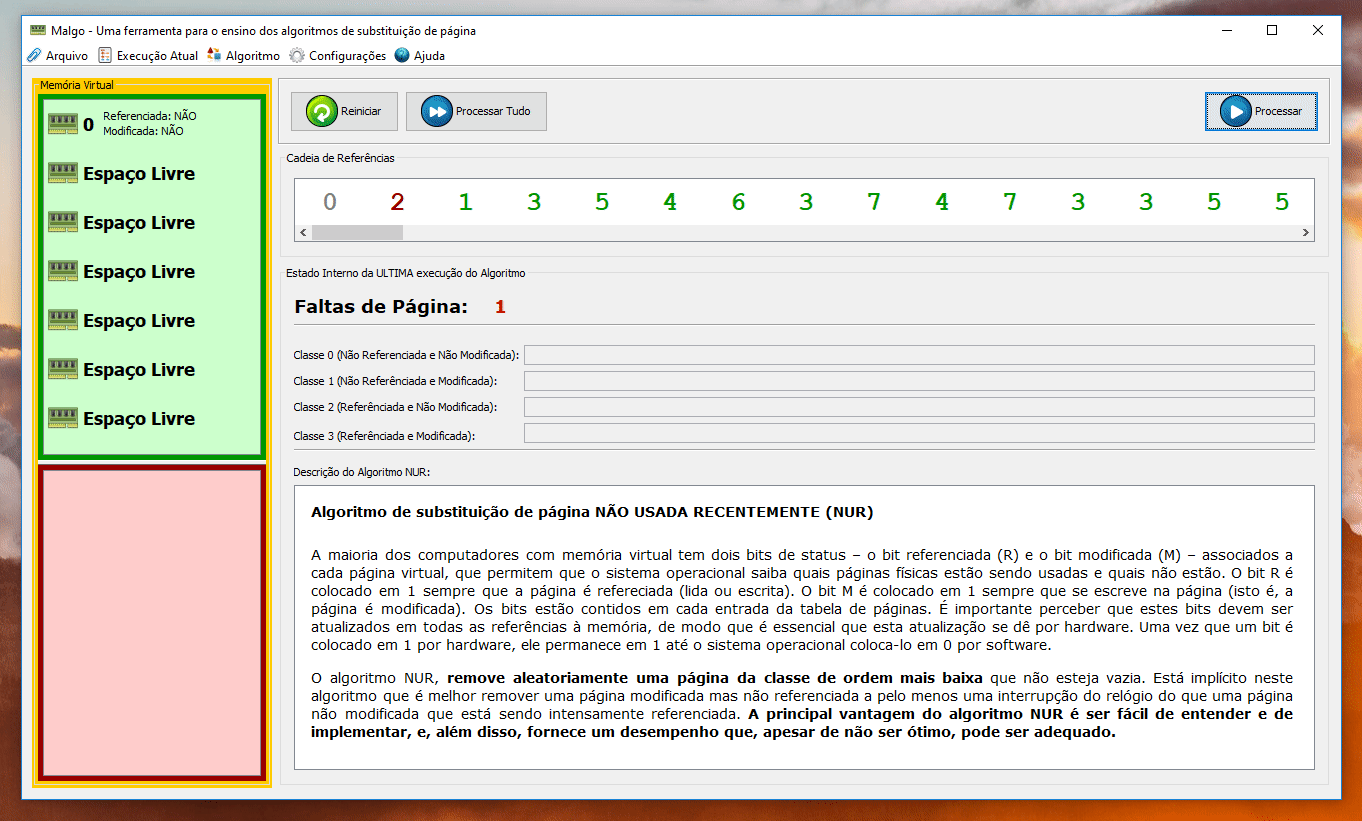 Malgo - Uma ferramenta para o ensino dos algoritmos de substituição de página
Arquivo Execução Atual Algoritmo Configurações Ajuda
Memória Virtual
0 Referenciada: NÃO
Modificada: NÃO
Espaço Livre
Espaço Livre
Espaço Livre
Espaço Livre
Espaço Livre
Espaço Livre
Reiniciar Processar Tudo Processar
Cadeia de Referências
0 2 1 3 5 4 6 3 7 4 7 3 3 5 5
Estado Interno da ULTIMA execução do Algoritmo
Faltas de Página: 1
Classe 0 (Não Referenciada e Não Modificada):
Classe 1 (Não Referênciada e Modificada):
Classe 2 (Referênciada e Não Modificada):
Classe 3 (Referênciada e Modificada):
Descrição do Algoritmo NUR:
Algoritmo de substituição de página NÃO USADA RECENTEMENTE (NUR)
A maioria dos computadores com memória virtual tem dois bits de status – o bit referenciada (R) e o bit modificada (M) – associados a
cada página virtual, que permitem que o sistema operacional saiba quais páginas físicas estão sendo usadas e quais não estão. O bit R é
colocado em 1 sempre que a página é refereciada (lida ou escrita). O bit M é colocado em 1 sempre que se escreve na página (isto é, a
página é modificada). Os bits estão contidos em cada entrada da tabela de páginas. É importante perceber que estes bits devem ser
atualizados em todas as referências à memória, de modo que é essencial que esta atualização se dê por hardware. Uma vez que um bit é
colocado em 1 por hardware, ele permanece em 1 até o sistema operacional coloca-lo em 0 por software.
O algoritmo NUR, remove aleatoriamente uma página da classe de ordem mais baixa que não esteja vazia. Está implícito neste
algoritmo que é melhor remover uma página modificada mas não referenciada a pelo menos uma interrupção do relógio do que uma página
não modificada que está sendo intensamente referenciada. A principal vantagem do algoritmo NUR é ser fácil de entender e de
implementar, e, além disso, fornece um desempenho que, apesar de não ser ótimo, pode ser adequado.